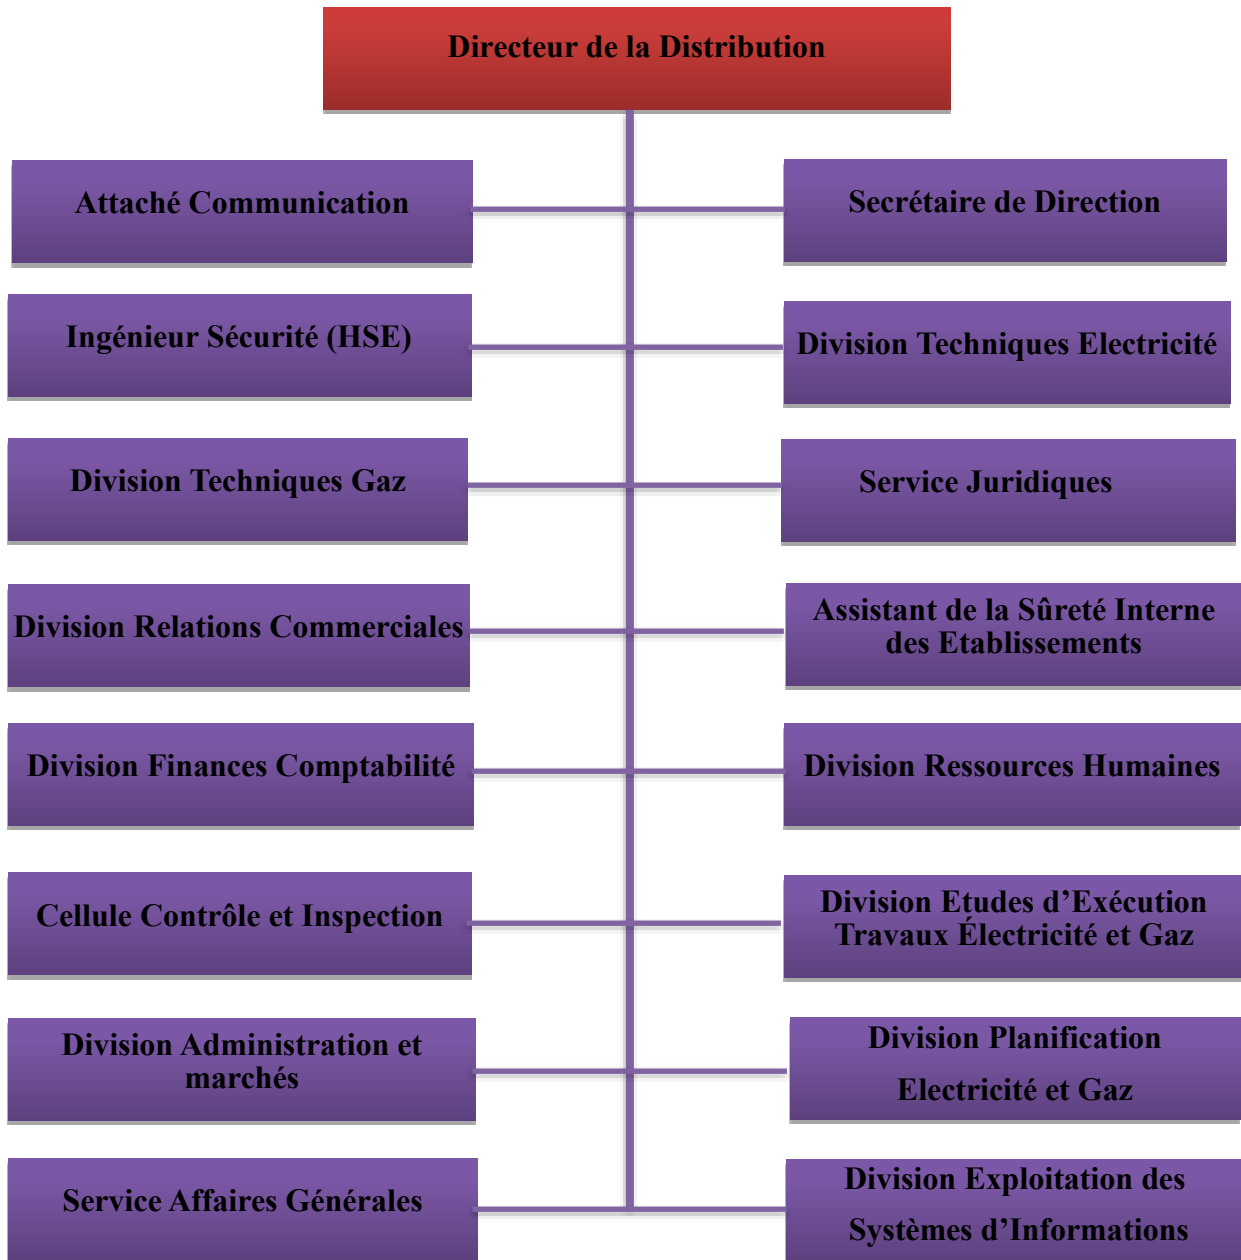 Directeur de la Distribution
Attaché Communication
Secrétaire de Direction
Ingénieur Sécurité (HSE)
Division Techniques Electricité
Division Techniques Gaz
Service Juridiques
Division Relations Commerciales
Assistant de la Sûreté Interne
des Etablissements
Division Finances Comptabilité
Division Ressources Humaines
Cellule Contrôle et Inspection
Division Etudes d’Exécution
Travaux Électricité et Gaz
Division Administration et
marchés
Division Planification
Electricité et Gaz
Service Affaires Générales
Division Exploitation des
Systèmes d’Informations